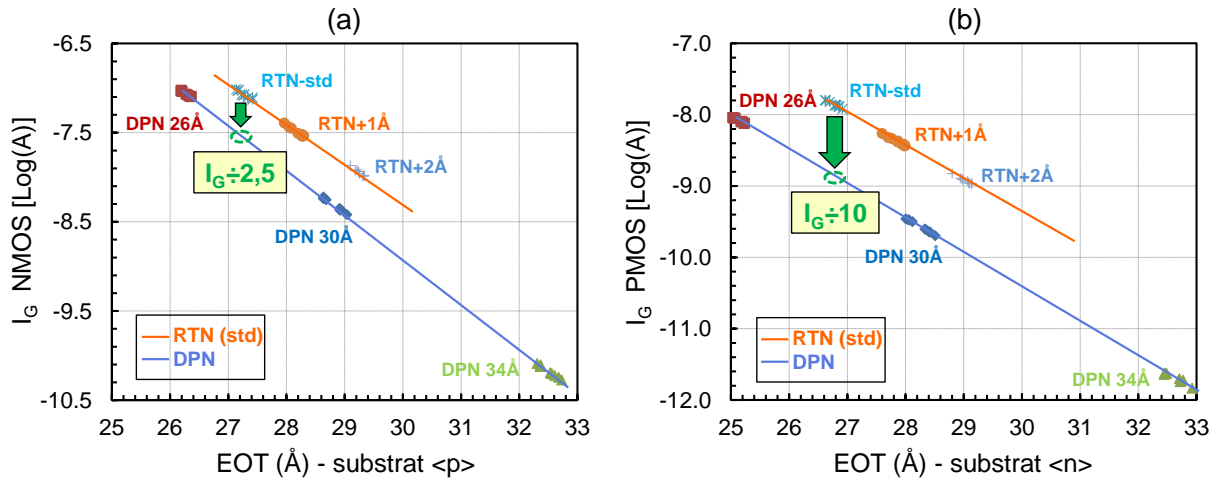 (a)
-6.5
-7.5
-8.5
-9.5
-10.5
I_G NMOS [Log(A)]
RTN-std
DPN 26Å
RTN+1Å
I_G÷2,5
RTN+2Å
DPN 30Å
RTN (std)
DPN
DPN 34Å
25 26 27 28 29 30 31 32 33
EOT (Å) - substrat <p>
(b)
-7.0
-8.0
-9.0
-10.0
-11.0
-12.0
I_G PMOS [Log(A)]
RTN-std
DPN 26Å
RTN+1Å
RTN+2Å
I_G÷10
DPN 30Å
RTN (std)
DPN
DPN 34Å
25 26 27 28 29 30 31 32 33
EOT (Å) - substrat <n>